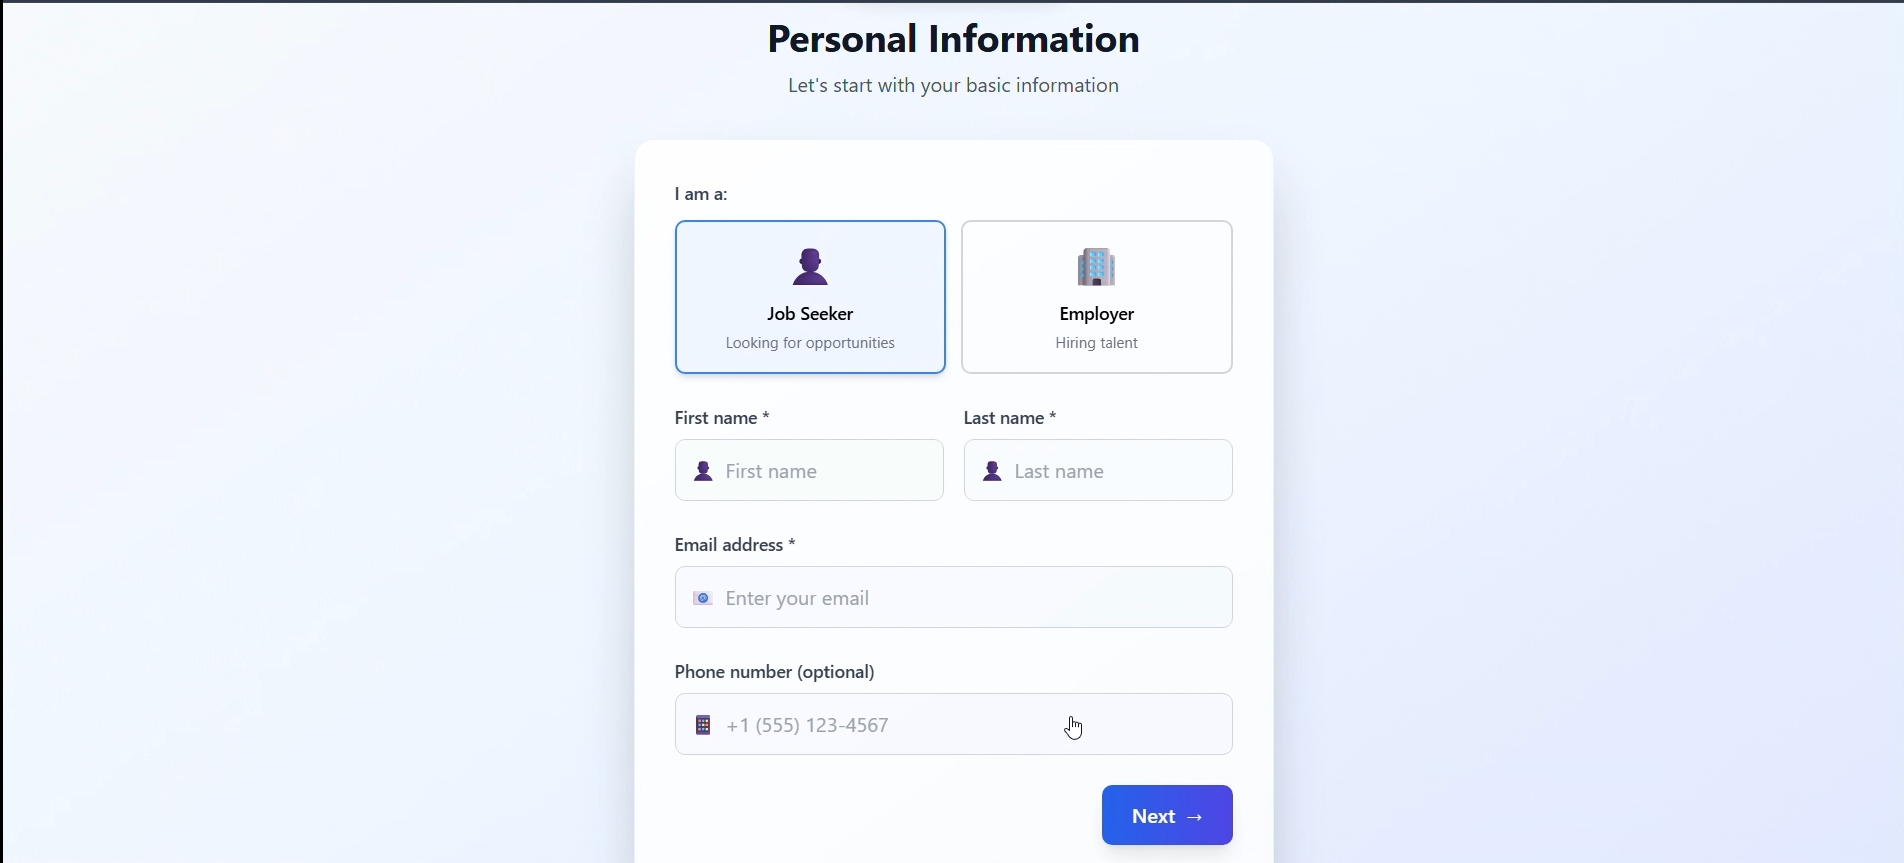 Personal Information
Let's start with your basic information
I am a:
Job Seeker
Looking for opportunities
Employer
Hiring talent
First name *
Last name *
First name
Last name
Email address *
Enter your email
Phone number (optional)
+1 (555) 123-4567
Next →